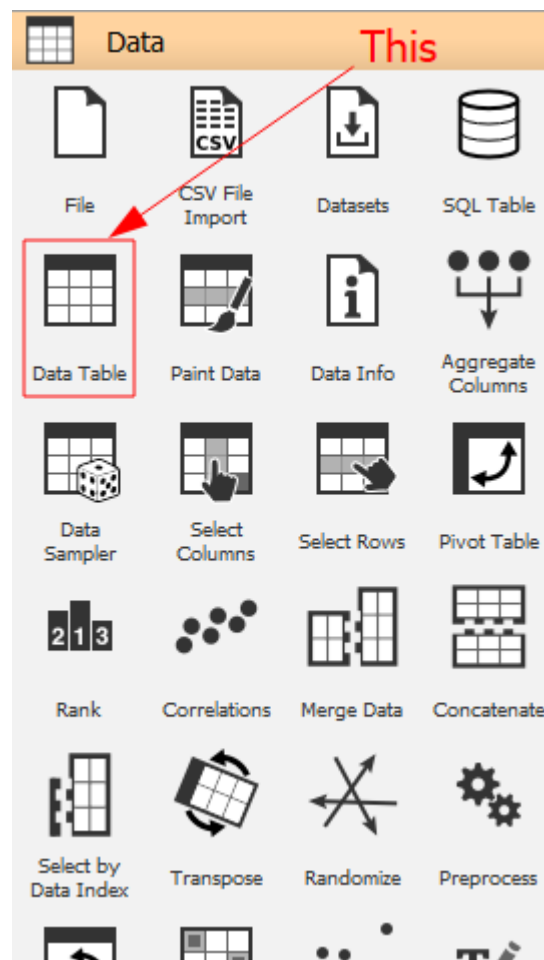 Data
This
CSV
File
CSV File
Import
Datasets
SQL Table
Data Table
Paint Data
Data Info
Aggregate
Columns
Data
Sampler
Select
Columns
Select Rows
Pivot Table
2 1 3
Rank
Correlations
Merge Data
Concatenate
Select by
Data Index
Transpose
Randomize
Preprocess